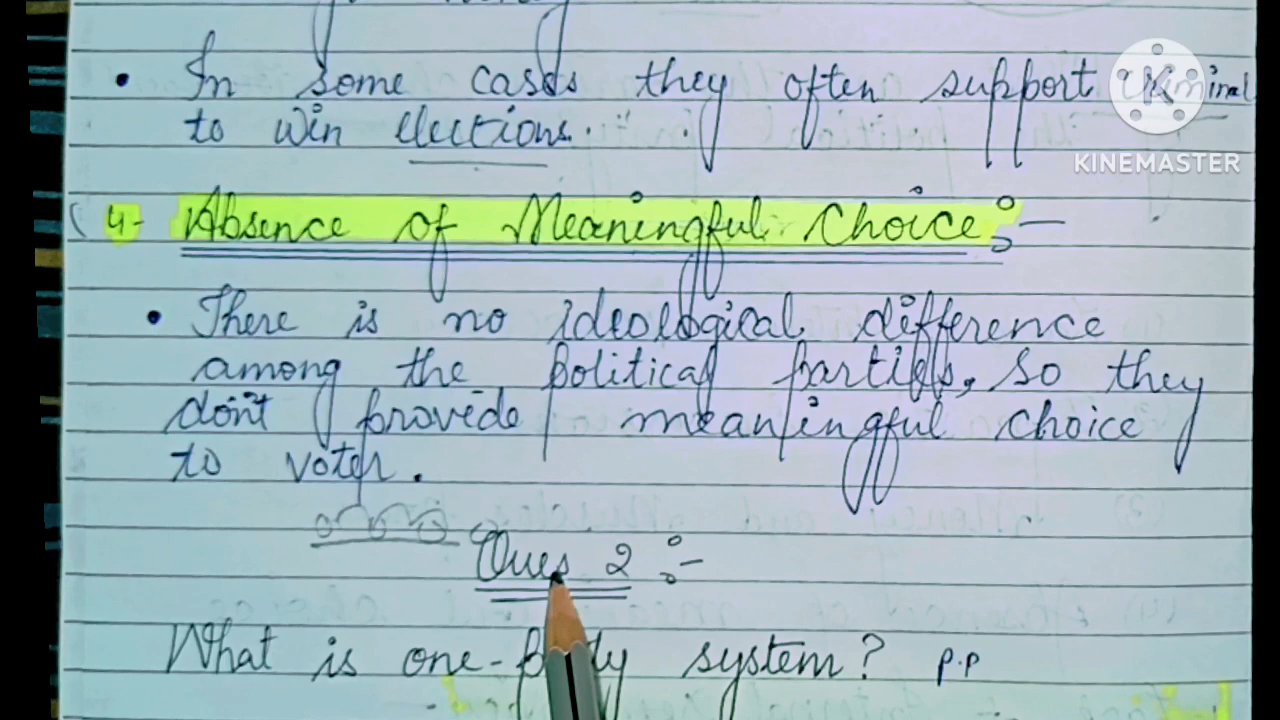 • In some cases they often support criminal
to win elections.
KINEMASTER
4- Absence of Meaningful Choice :-
• There is no ideological difference
among the political parties, so they
don't provide meaningful choice
to voter.
Ques 2 :-
What is one-party system? P.P